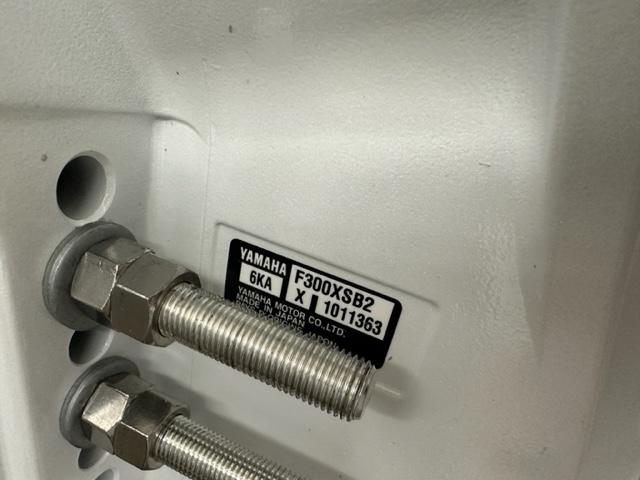 YAMAHA F300XSB2
6KA X 1011363
YAMAHA MOTOR CO.,LTD.
MADE IN JAPAN